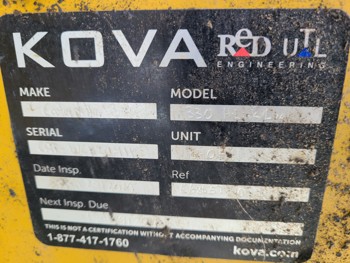 KOVA ReD UTL
ENGINEERING
MAKE MODEL
SERIAL UNIT
Date Insp. Ref
Next Insp. Due
THIS IS NOT A CERTIFICATION WITHOUT ACCOMPANYING DOCUMENTATION
1-877-417-1760 kova.com